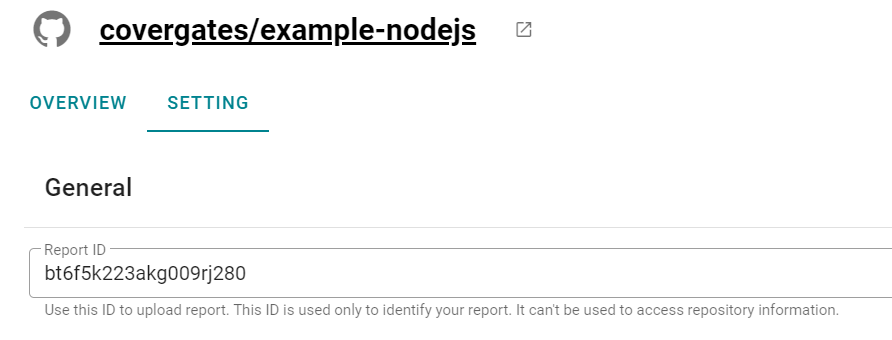 covergates/example-nodejs
OVERVIEW SETTING
General
Report ID
bt6f5k223akg009rj280
Use this ID to upload report. This ID is used only to identify your report. It can't be used to access repository information.